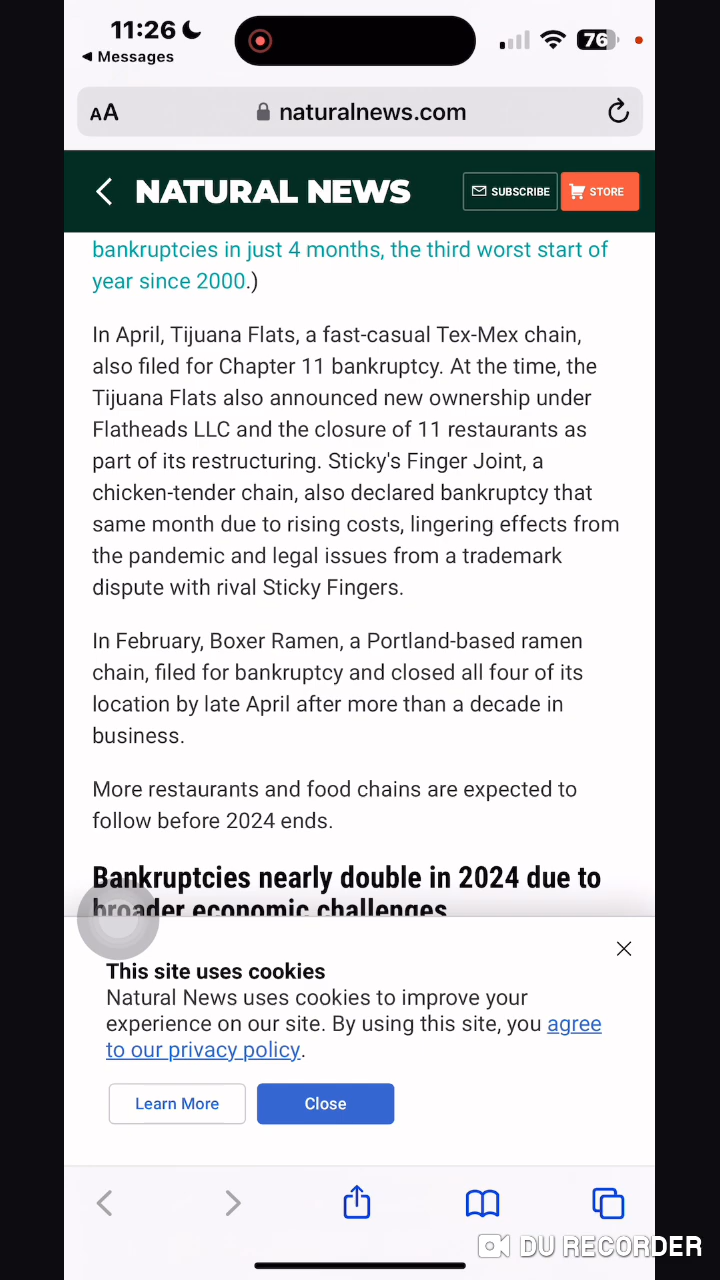 11:26
76
◀ Messages
AA
naturalnews.com
NATURAL NEWS
SUBSCRIBE
STORE
bankruptcies in just 4 months, the third worst start of
year since 2000.)
In April, Tijuana Flats, a fast-casual Tex-Mex chain,
also filed for Chapter 11 bankruptcy. At the time, the
Tijuana Flats also announced new ownership under
Flatheads LLC and the closure of 11 restaurants as
part of its restructuring. Sticky's Finger Joint, a
chicken-tender chain, also declared bankruptcy that
same month due to rising costs, lingering effects from
the pandemic and legal issues from a trademark
dispute with rival Sticky Fingers.
In February, Boxer Ramen, a Portland-based ramen
chain, filed for bankruptcy and closed all four of its
location by late April after more than a decade in
business.
More restaurants and food chains are expected to
follow before 2024 ends.
Bankruptcies nearly double in 2024 due to
broader economic challenges
This site uses cookies
Natural News uses cookies to improve your
experience on our site. By using this site, you agree
to our privacy policy.
Learn More
Close
DU RECORDER